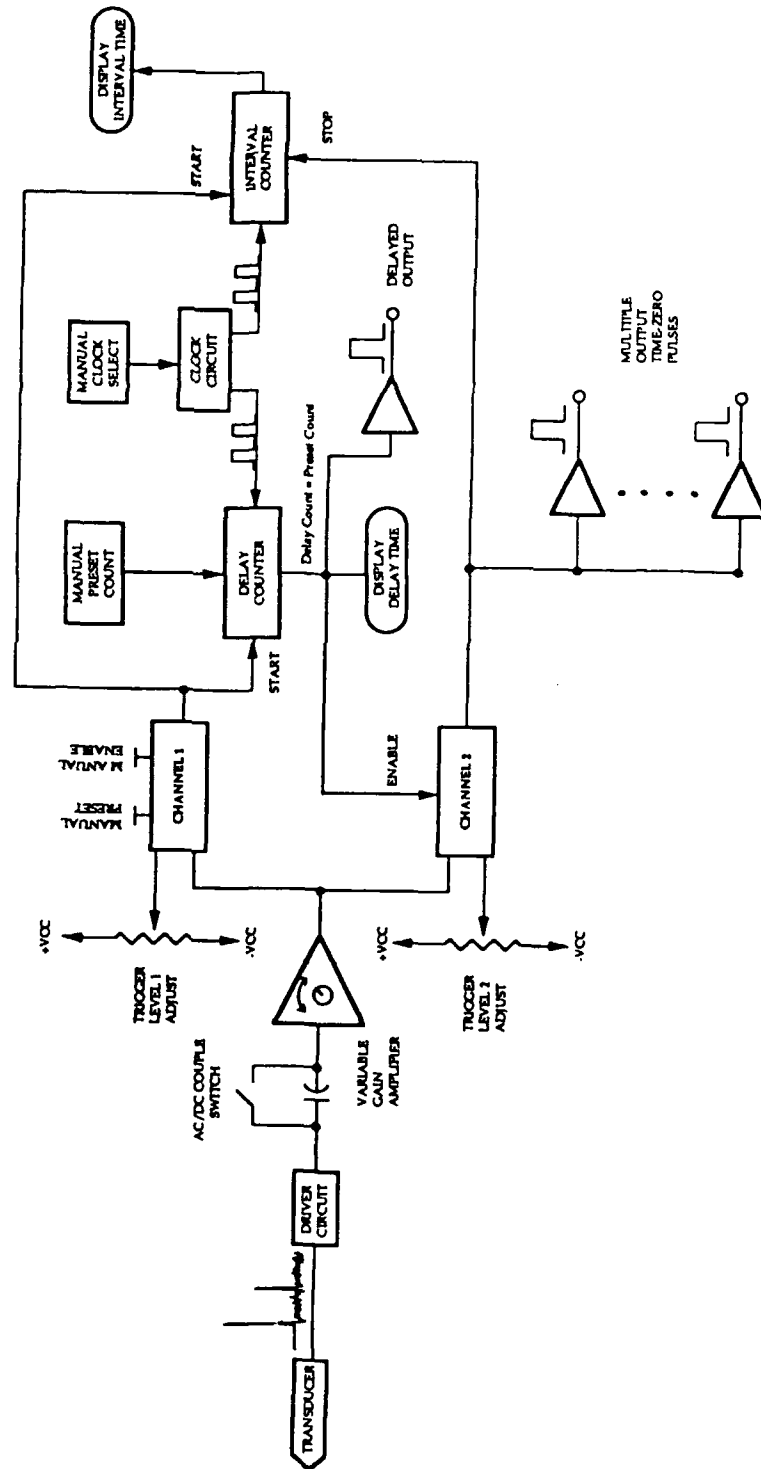 TRANSDUCER
DRIVER
CIRCUIT
AC/DC COUPLE
SWITCH
VARIABLE
GAIN
AMPLIFIER
+VCC
-VCC
TRIGGER
LEVEL 1
ADJUST
+VCC
-VCC
TRIGGER
LEVEL 2
ADJUST
MANUAL
PRESET
MANUAL
ENABLE
CHANNEL 1
CHANNEL 2
ENABLE
START
MANUAL
PRESET
COUNT
DELAY
COUNTER
Delay Count = Preset Count
DISPLAY
DELAY TIME
MANUAL
CLOCK
SELECT
CLOCK
CIRCUIT
DELAYED
OUTPUT
START
INTERVAL
COUNTER
STOP
DISPLAY
INTERVAL TIME
MULTIPLE
OUTPUT
TIME-ZERO
PULSES